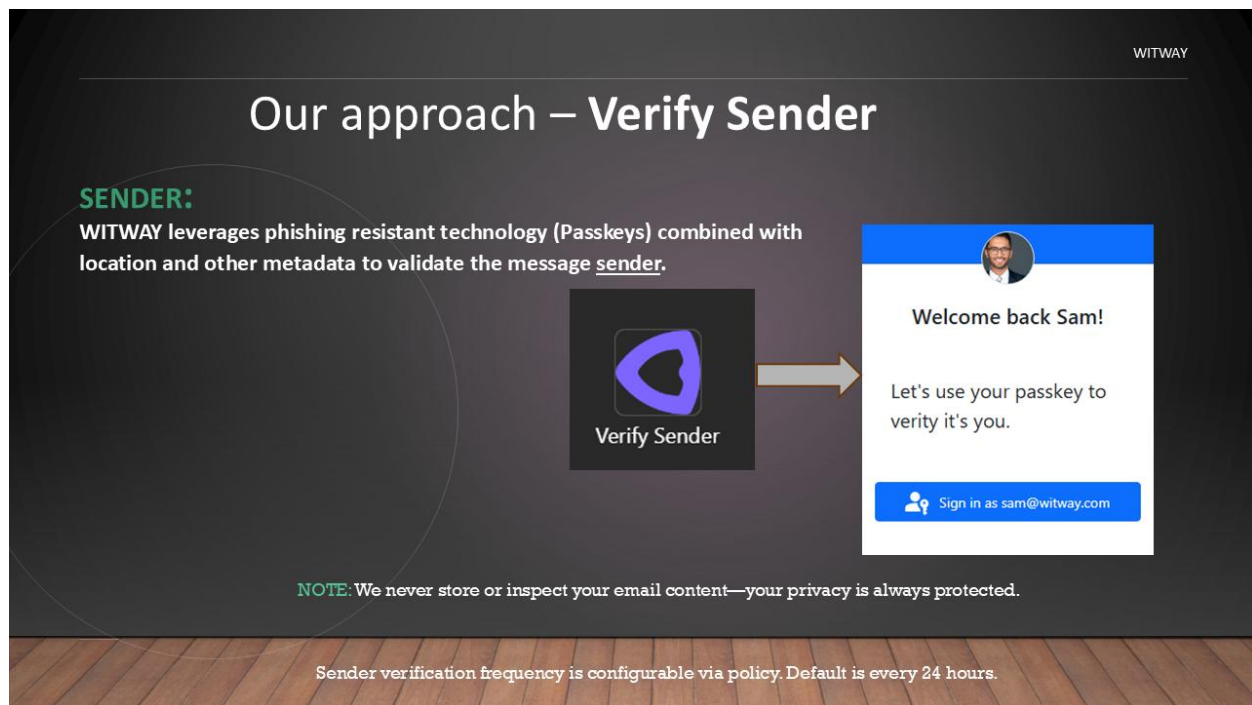 WITWAY
Our approach – Verify Sender
SENDER:
WITWAY leverages phishing resistant technology (Passkeys) combined with
location and other metadata to validate the message sender.
Verify Sender
Welcome back Sam!
Let's use your passkey to
verity it's you.
Sign in as sam@witway.com
NOTE: We never store or inspect your email content—your privacy is always protected.
Sender verification frequency is configurable via policy. Default is every 24 hours.